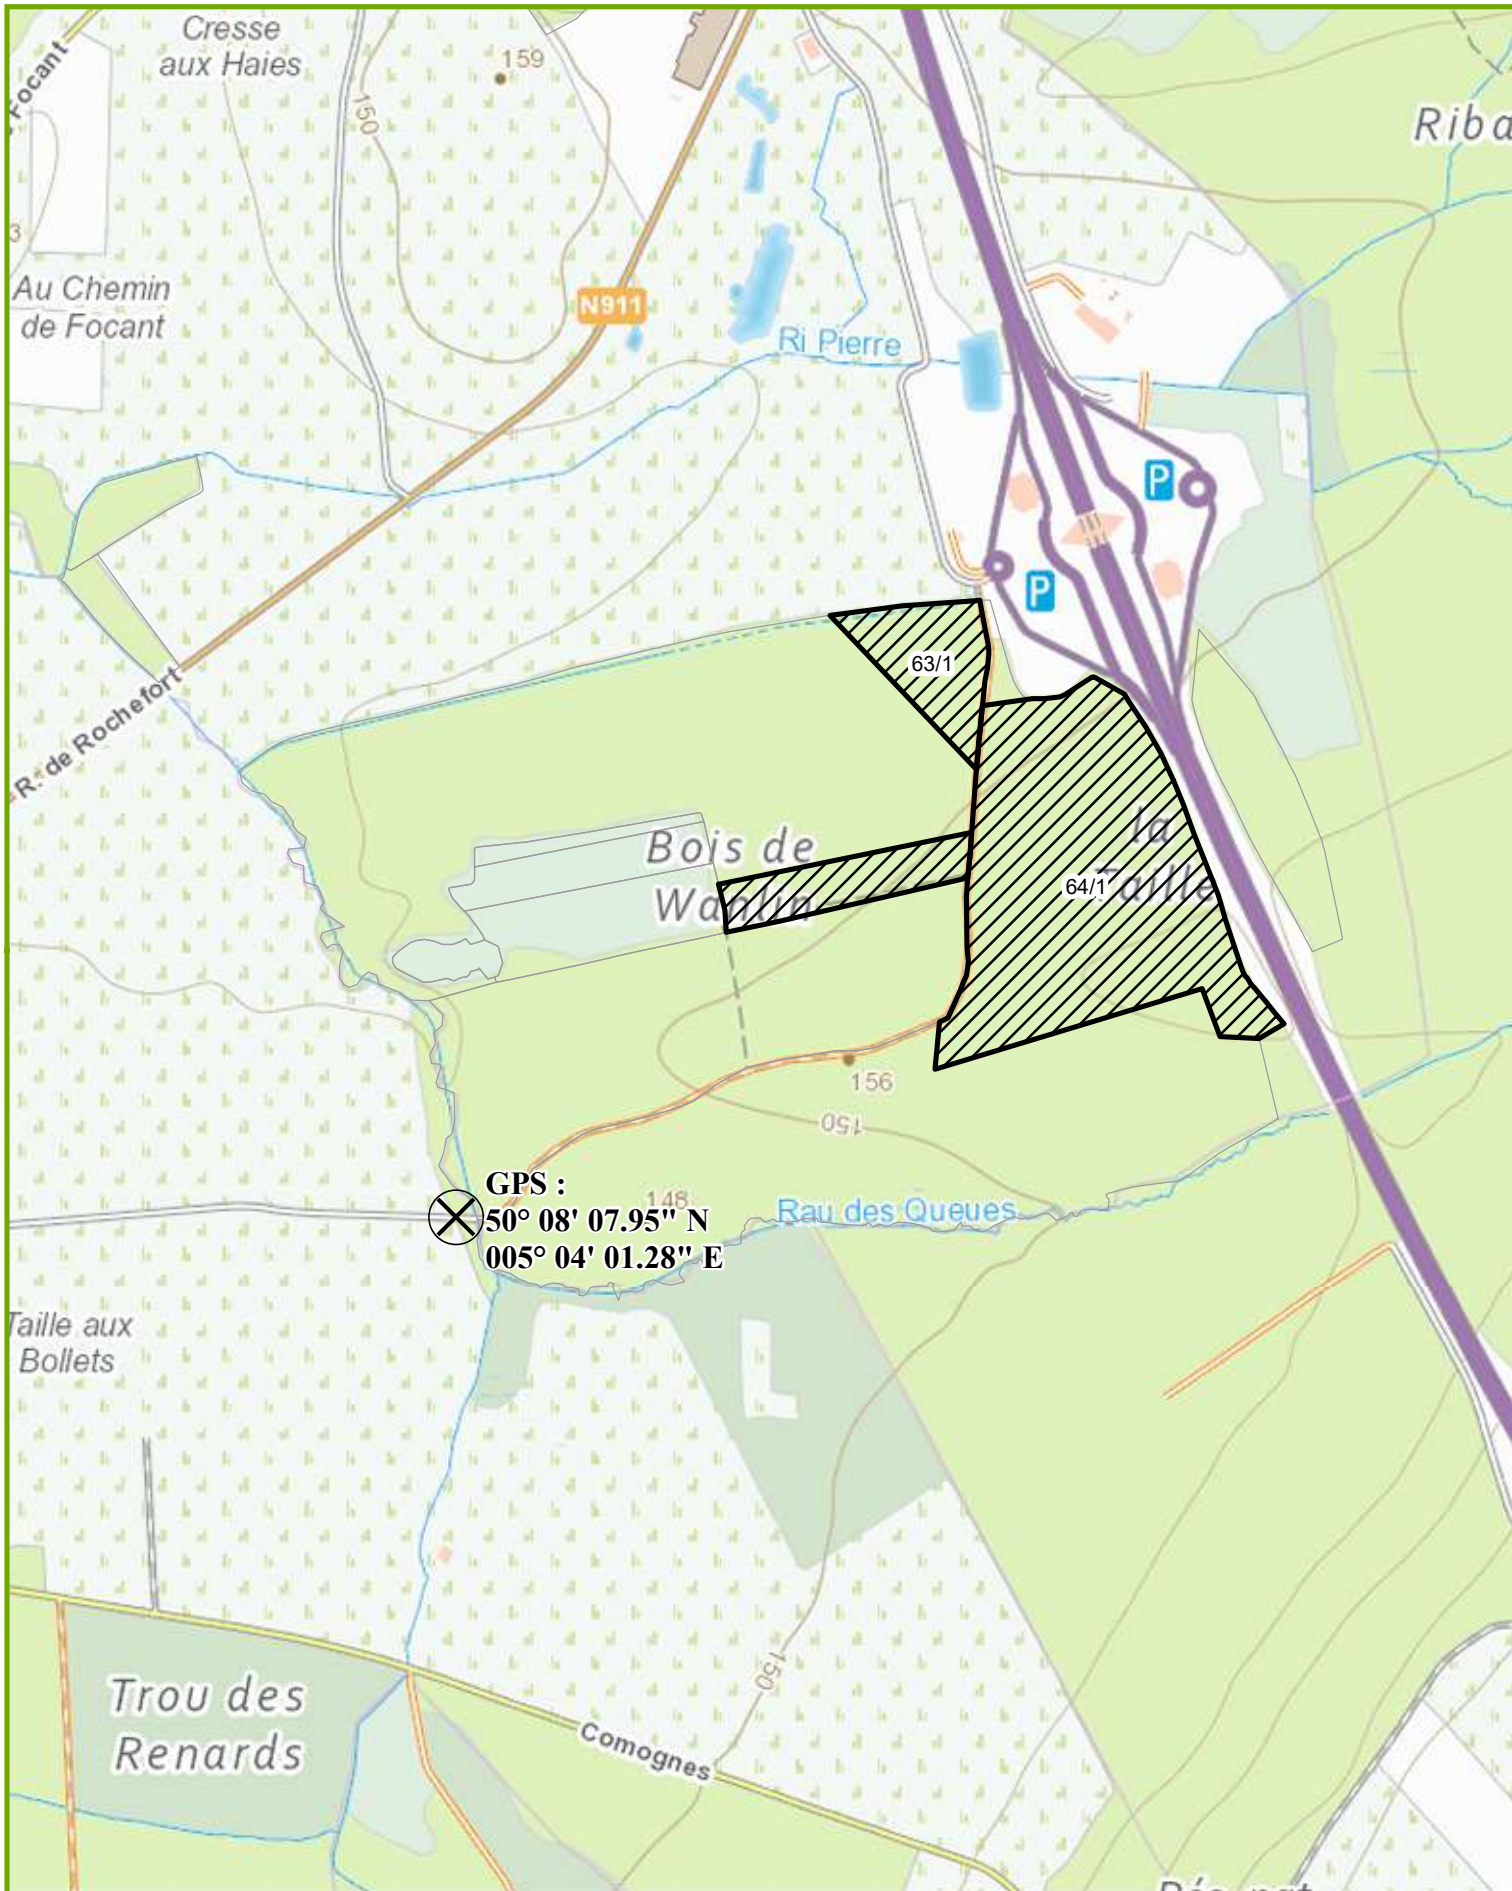 Cresse
aux Haies
159
Focant
150
Riba
3
Au Chemin
de Focant
N911
Ri Pierre
P
P
63/1
R.ᵗ de Rochefort
la
Taille
64/1
Bois de
Wanlin
156
150
GPS :
50° 08' 07.95" N
005° 04' 01.28" E
148
Rau des Queues
Taille aux
Bollets
150
Trou des
Renards
Comognes